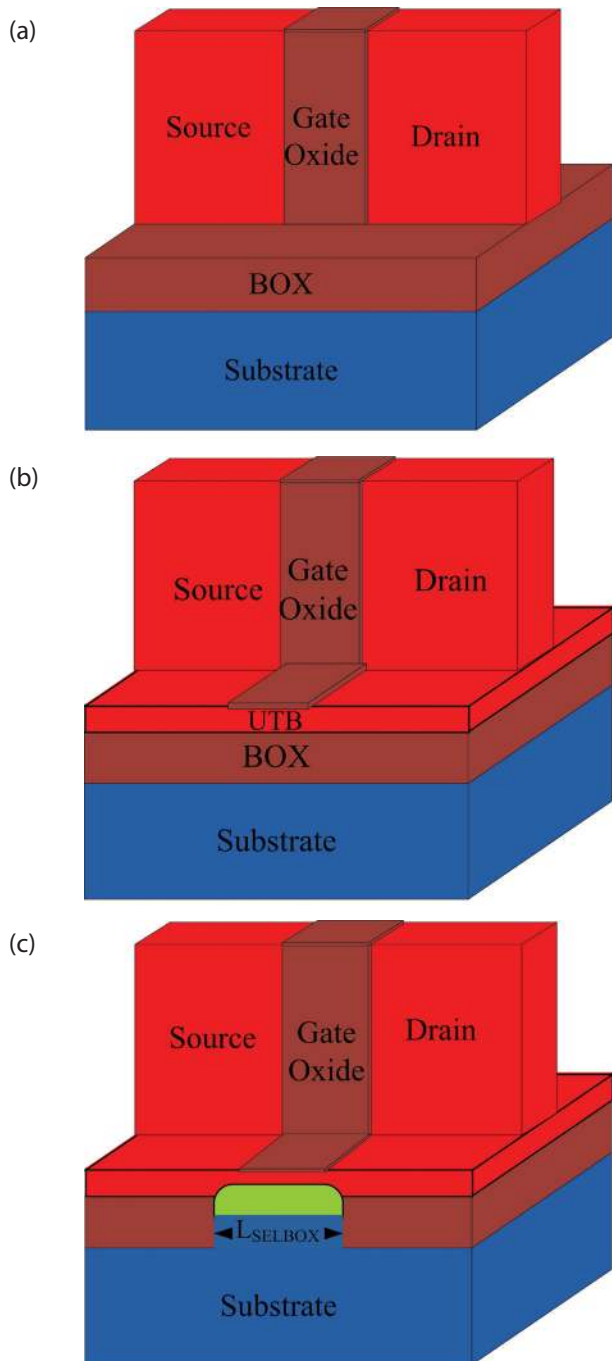 (a)
Source
Gate
Oxide
Drain
BOX
Substrate
(b)
Source
Gate
Oxide
Drain
UTB
BOX
Substrate
(c)
Source
Gate
Oxide
Drain
LSELBOX
Substrate